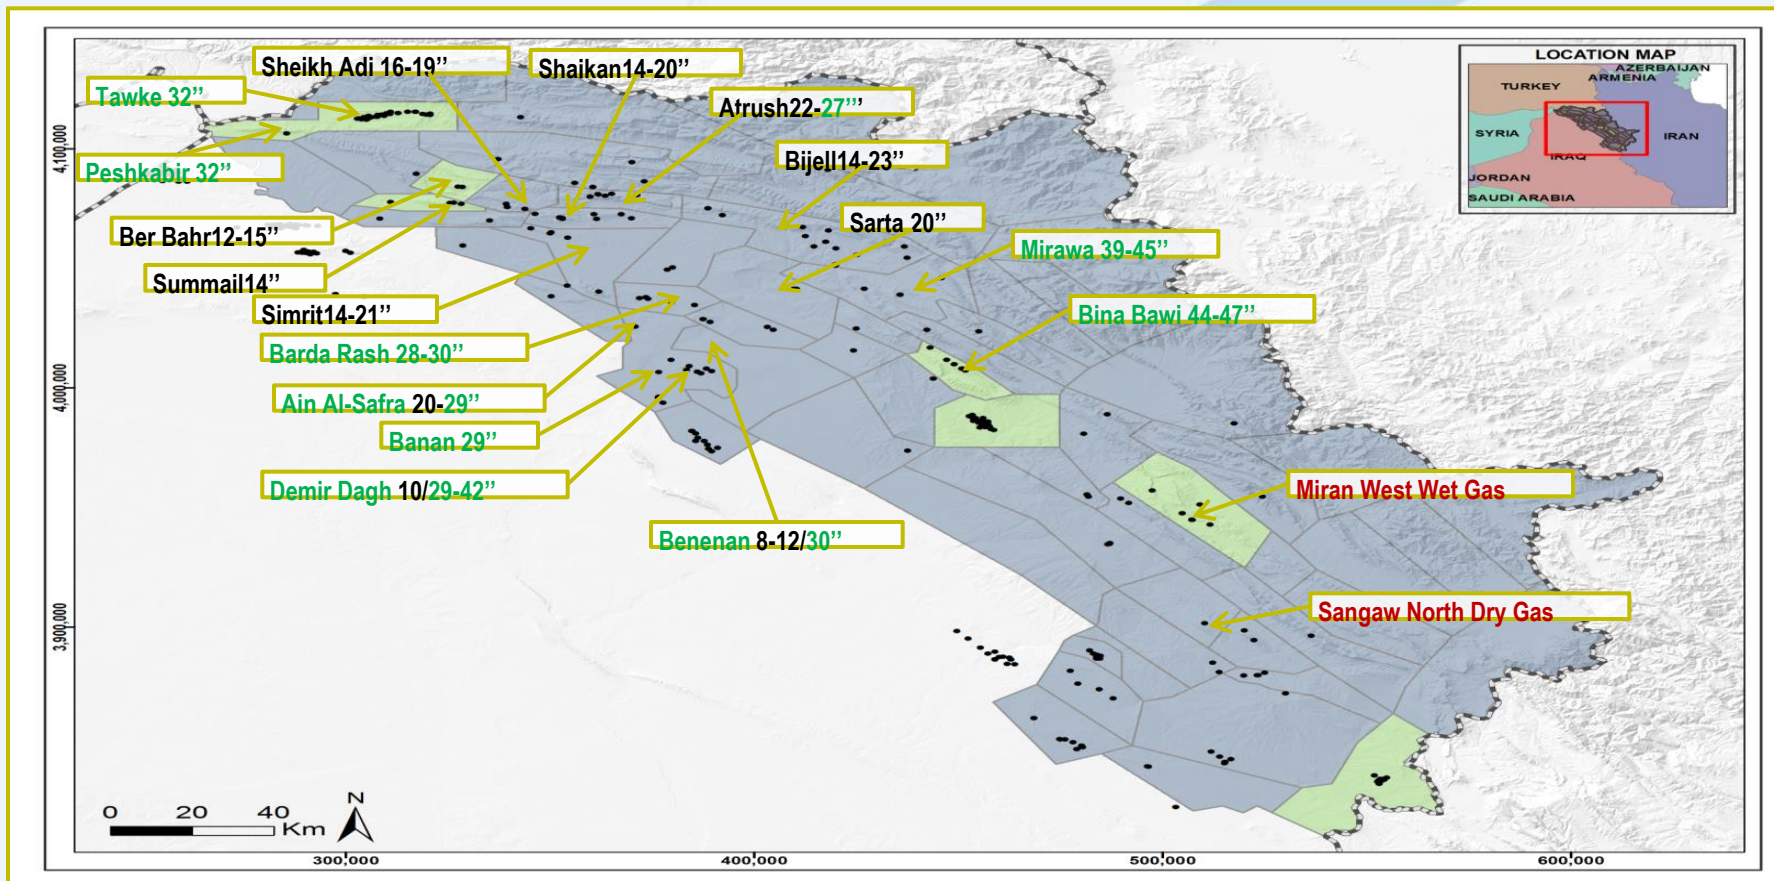 Sheikh Adi 16-19’’
Shaikan14-20’’
Tawke 32’’
Atrush22-27’’’
Peshkabir 32’’
Bijell14-23’’
Ber Bahr12-15’’
Sarta 20’’
Mirawa 39-45’’
Summail14’’
Simrit14-21’’
Bina Bawi 44-47’’
Barda Rash 28-30’’
Ain Al-Safra 20-29’’
Banan 29’’
Demir Dagh 10/29-42’’
Benenan 8-12/30’’
Miran West Wet Gas
Sangaw North Dry Gas
LOCATION MAP
AZERBAIJAN
ARMENIA
TURKEY
SYRIA
IRAN
IRAQ
JORDAN
SAUDI ARABIA
4,100,000
4,000,000
3,900,000
0 20 40
Km
N
300,000 400,000 500,000 600,000